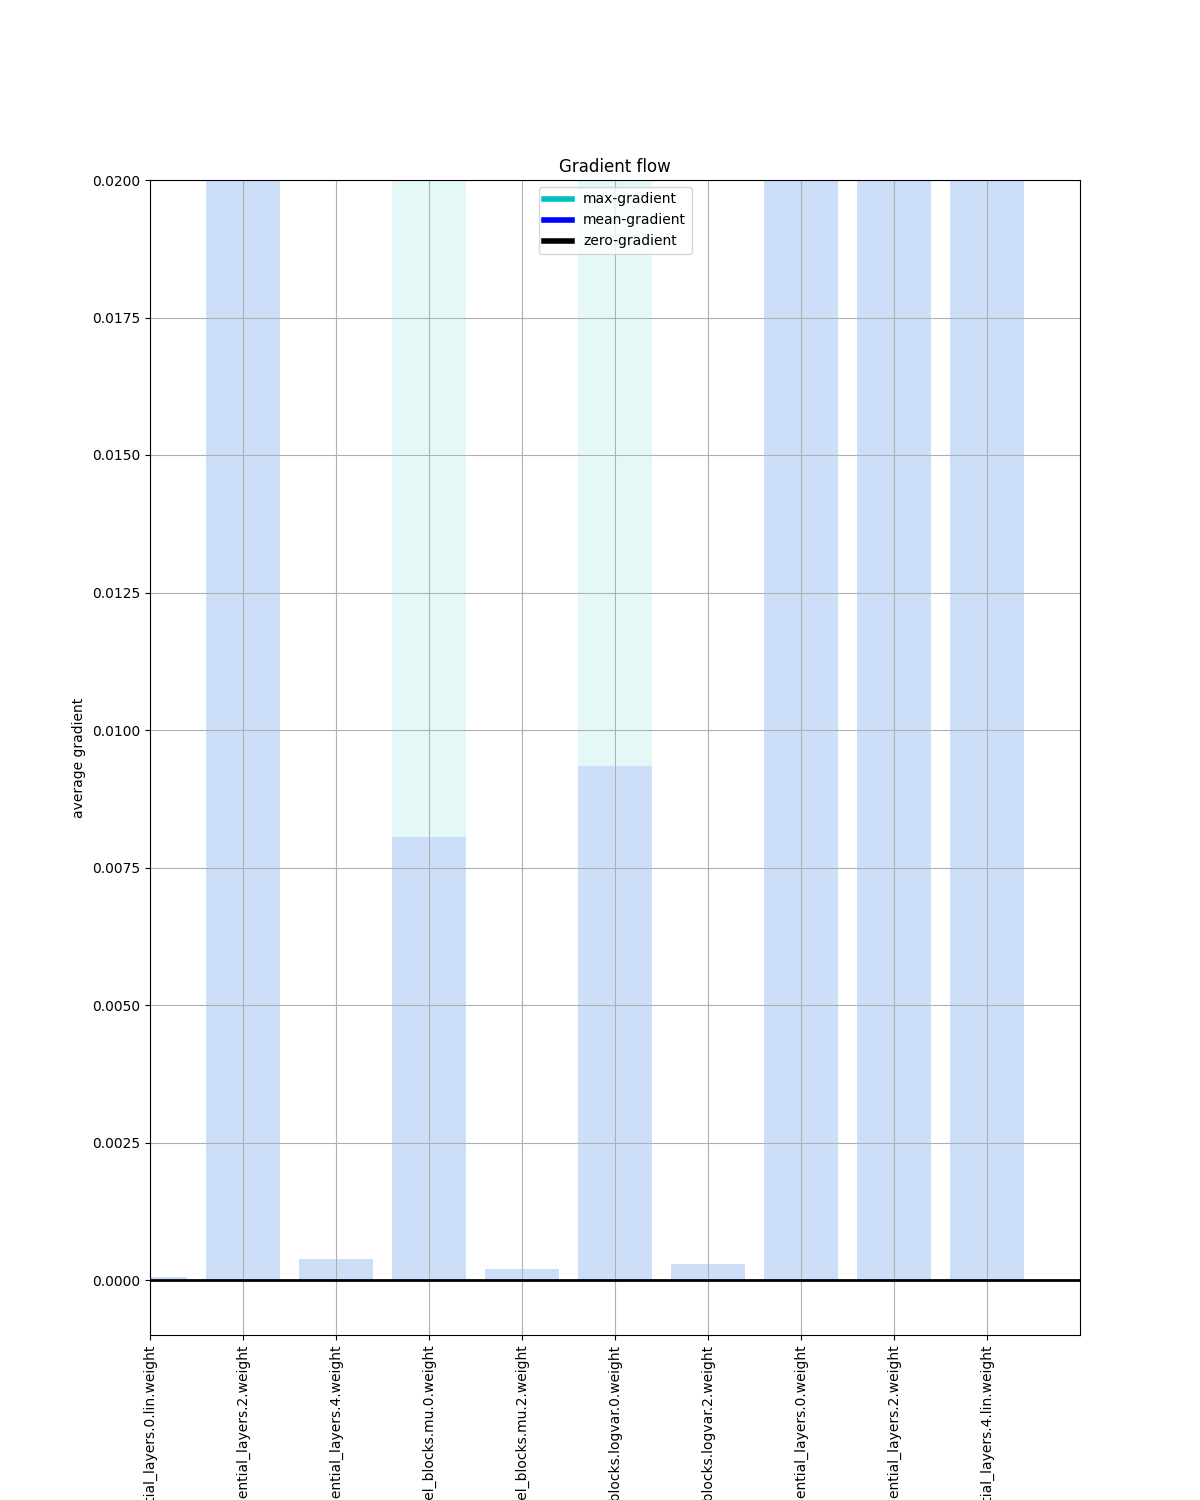 Gradient flow
max-gradient
mean-gradient
zero-gradient
0.0200
0.0175
0.0150
0.0125
0.0100
0.0075
0.0050
0.0025
0.0000
average gradient
tial_layers.0.lin.weight
ential_layers.2.weight
ential_layers.4.weight
el_blocks.mu.0.weight
el_blocks.mu.2.weight
blocks.logvar.0.weight
blocks.logvar.2.weight
ential_layers.0.weight
ential_layers.2.weight
tial_layers.4.lin.weight